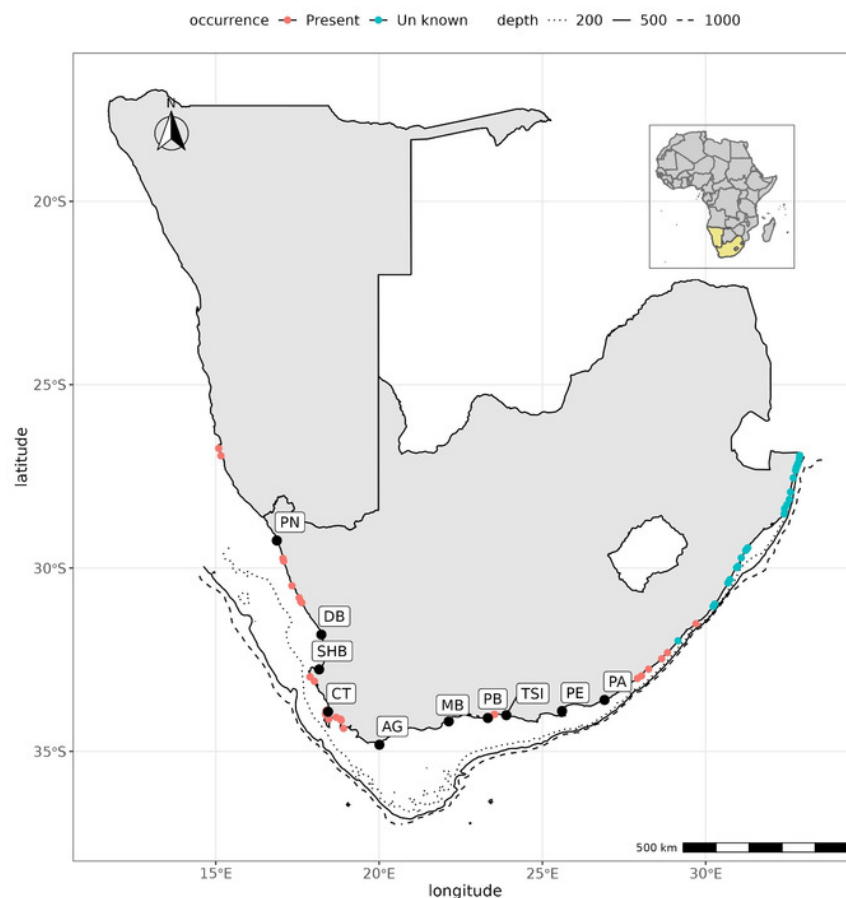 occurrence Present Un known depth 200 500 1000
N
20°S
25°S
PN
30°S
DB
SHB
CT
MB PB TSI PE PA
AG
35°S
500 km
15°E 20°E 25°E 30°E
longitude
latitude